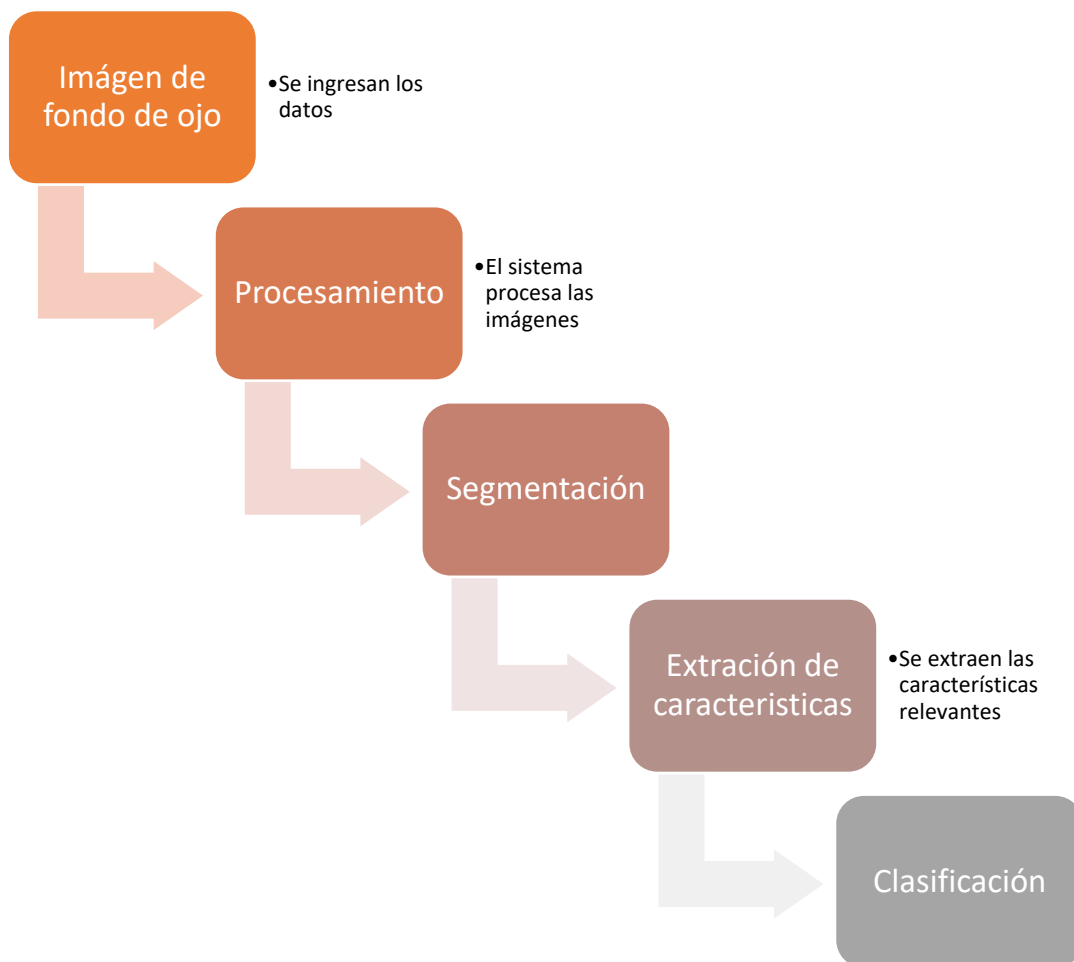 Imágen de
fondo de ojo
•Se ingresan los
datos
Procesamiento
•El sistema
procesa las
imágenes
Segmentación
Extración de
caracteristicas
•Se extraen las
característícas
relevantes
Clasificación